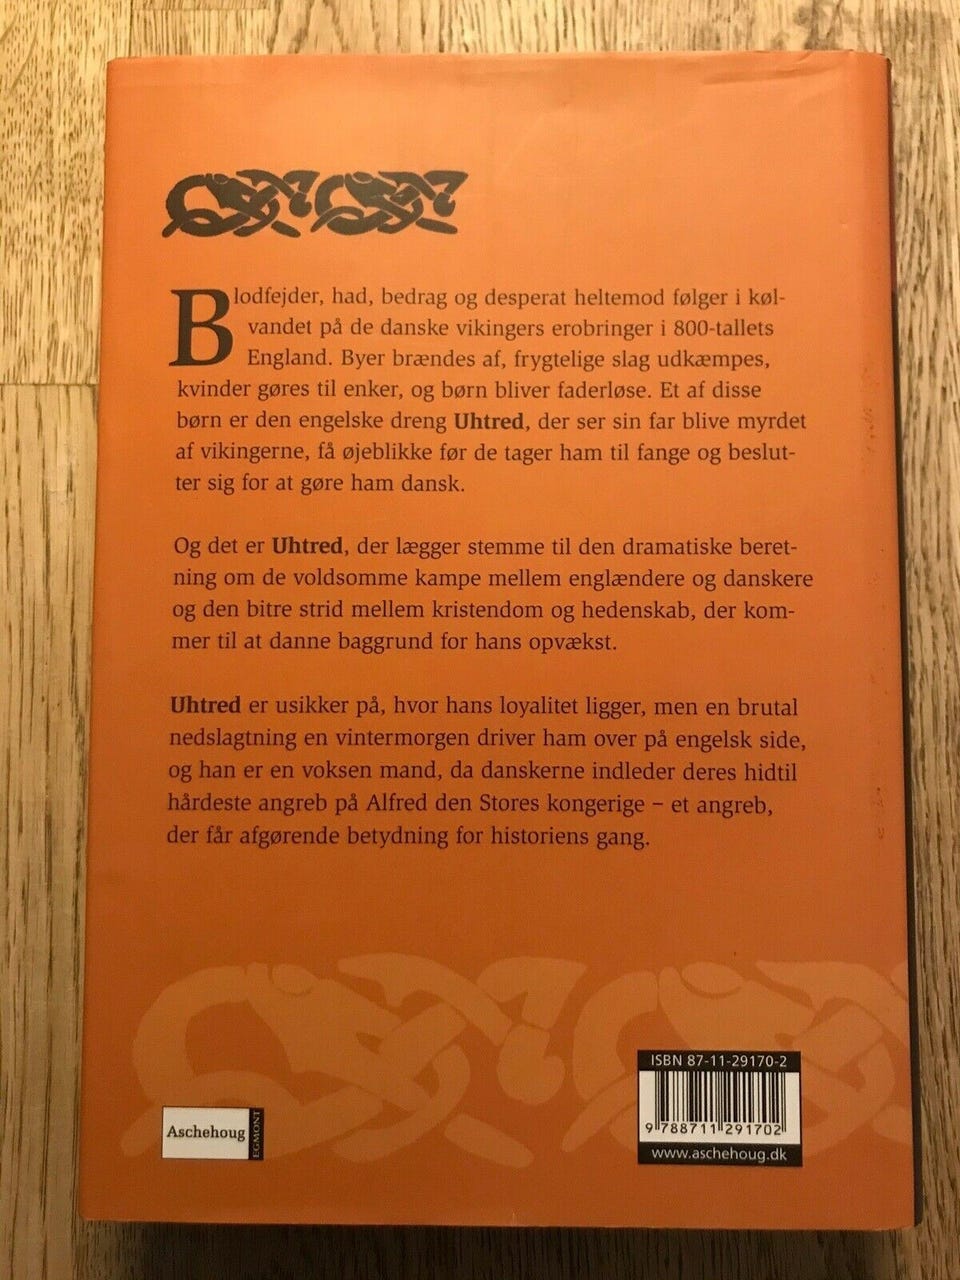 Blodfejder, had, bedrag og desperat heltemod følger i køl-
vandet på de danske vikingers erobringer i 800-tallets
England. Byer brændes af, frygtelige slag udkæmpes,
kvinder gøres til enker, og børn bliver faderløse. Et af disse
børn er den engelske dreng Uhtred, der ser sin far blive myrdet
af vikingerne, få øjeblikke før de tager ham til fange og beslut-
ter sig for at gøre ham dansk.
Og det er Uhtred, der lægger stemme til den dramatiske beret-
ning om de voldsomme kampe mellem englændere og danskere
og den bitre strid mellem kristendom og hedenskab, der kom-
mer til at danne baggrund for hans opvækst.
Uhtred er usikker på, hvor hans loyalitet ligger, men en brutal
nedslagtning en vintermorgen driver ham over på engelsk side,
og han er en voksen mand, da danskerne indleder deres hidtil
hårdeste angreb på Alfred den Stores kongerige – et angreb,
der får afgørende betydning for historiens gang.
Aschehoug
EGMONT
ISBN 87-11-29170-2
9 788711 291702
www.aschehoug.dk